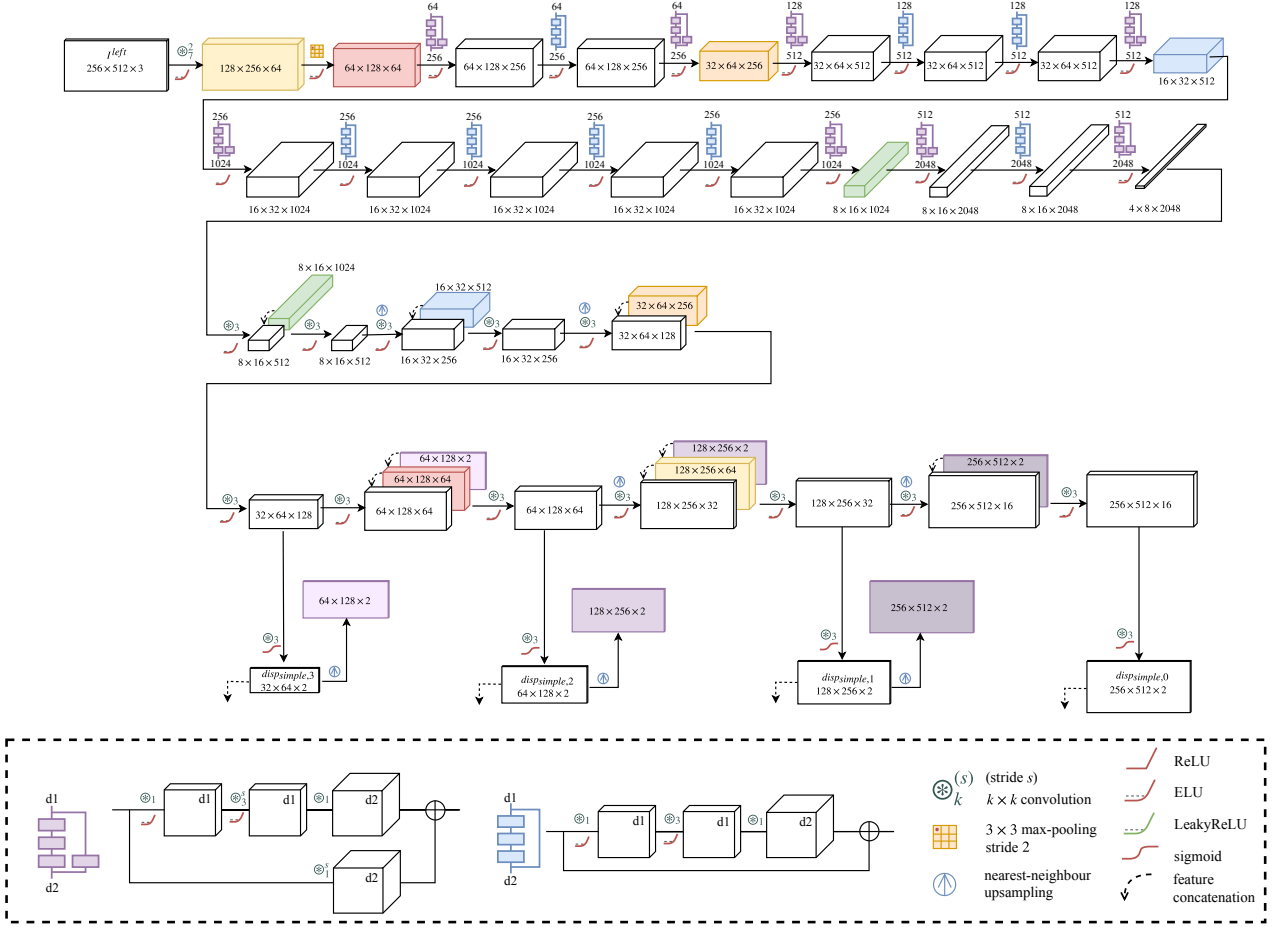 64 64 64 128 128 128 128
I^left
256×512×3
⊛ 2 7
128×256×64
64×128×64
256
64×128×256
256
64×128×256
256
32×64×256
512
32×64×512
512
32×64×512
512
32×64×512
512
16×32×512
256 256 256 256 256 256 512 512 512
1024 1024 1024 1024 1024 1024 2048 2048 2048
16×32×1024 16×32×1024 16×32×1024 16×32×1024 16×32×1024 8×16×1024 8×16×2048 8×16×2048 4×8×2048
8×16×1024
16×32×512
32×64×256
3 3 3 3 3
32×64×128
8×16×512 8×16×512 16×32×256 16×32×256
64×128×2 128×256×2 256×512×2
64×128×64 128×256×64
3 3 3 3 3 3 3
32×64×128 64×128×64 64×128×64 128×256×32 128×256×32 256×512×16 256×512×16
64×128×2 128×256×2 256×512×2
3 3 3 3
disp_simple,3 disp_simple,2 disp_simple,1 disp_simple,0
32×64×2 64×128×2 128×256×2 256×512×2
d1
d2
1
d1
s 3
d1
1
d2
s 1
d2
d1
d2
1
d1
3
d1
1
d2
(s) k
(stride s)
k × k convolution
3 × 3 max-pooling
stride 2
nearest-neighbour
upsampling
ReLU
ELU
LeakyReLU
sigmoid
feature
concatenation